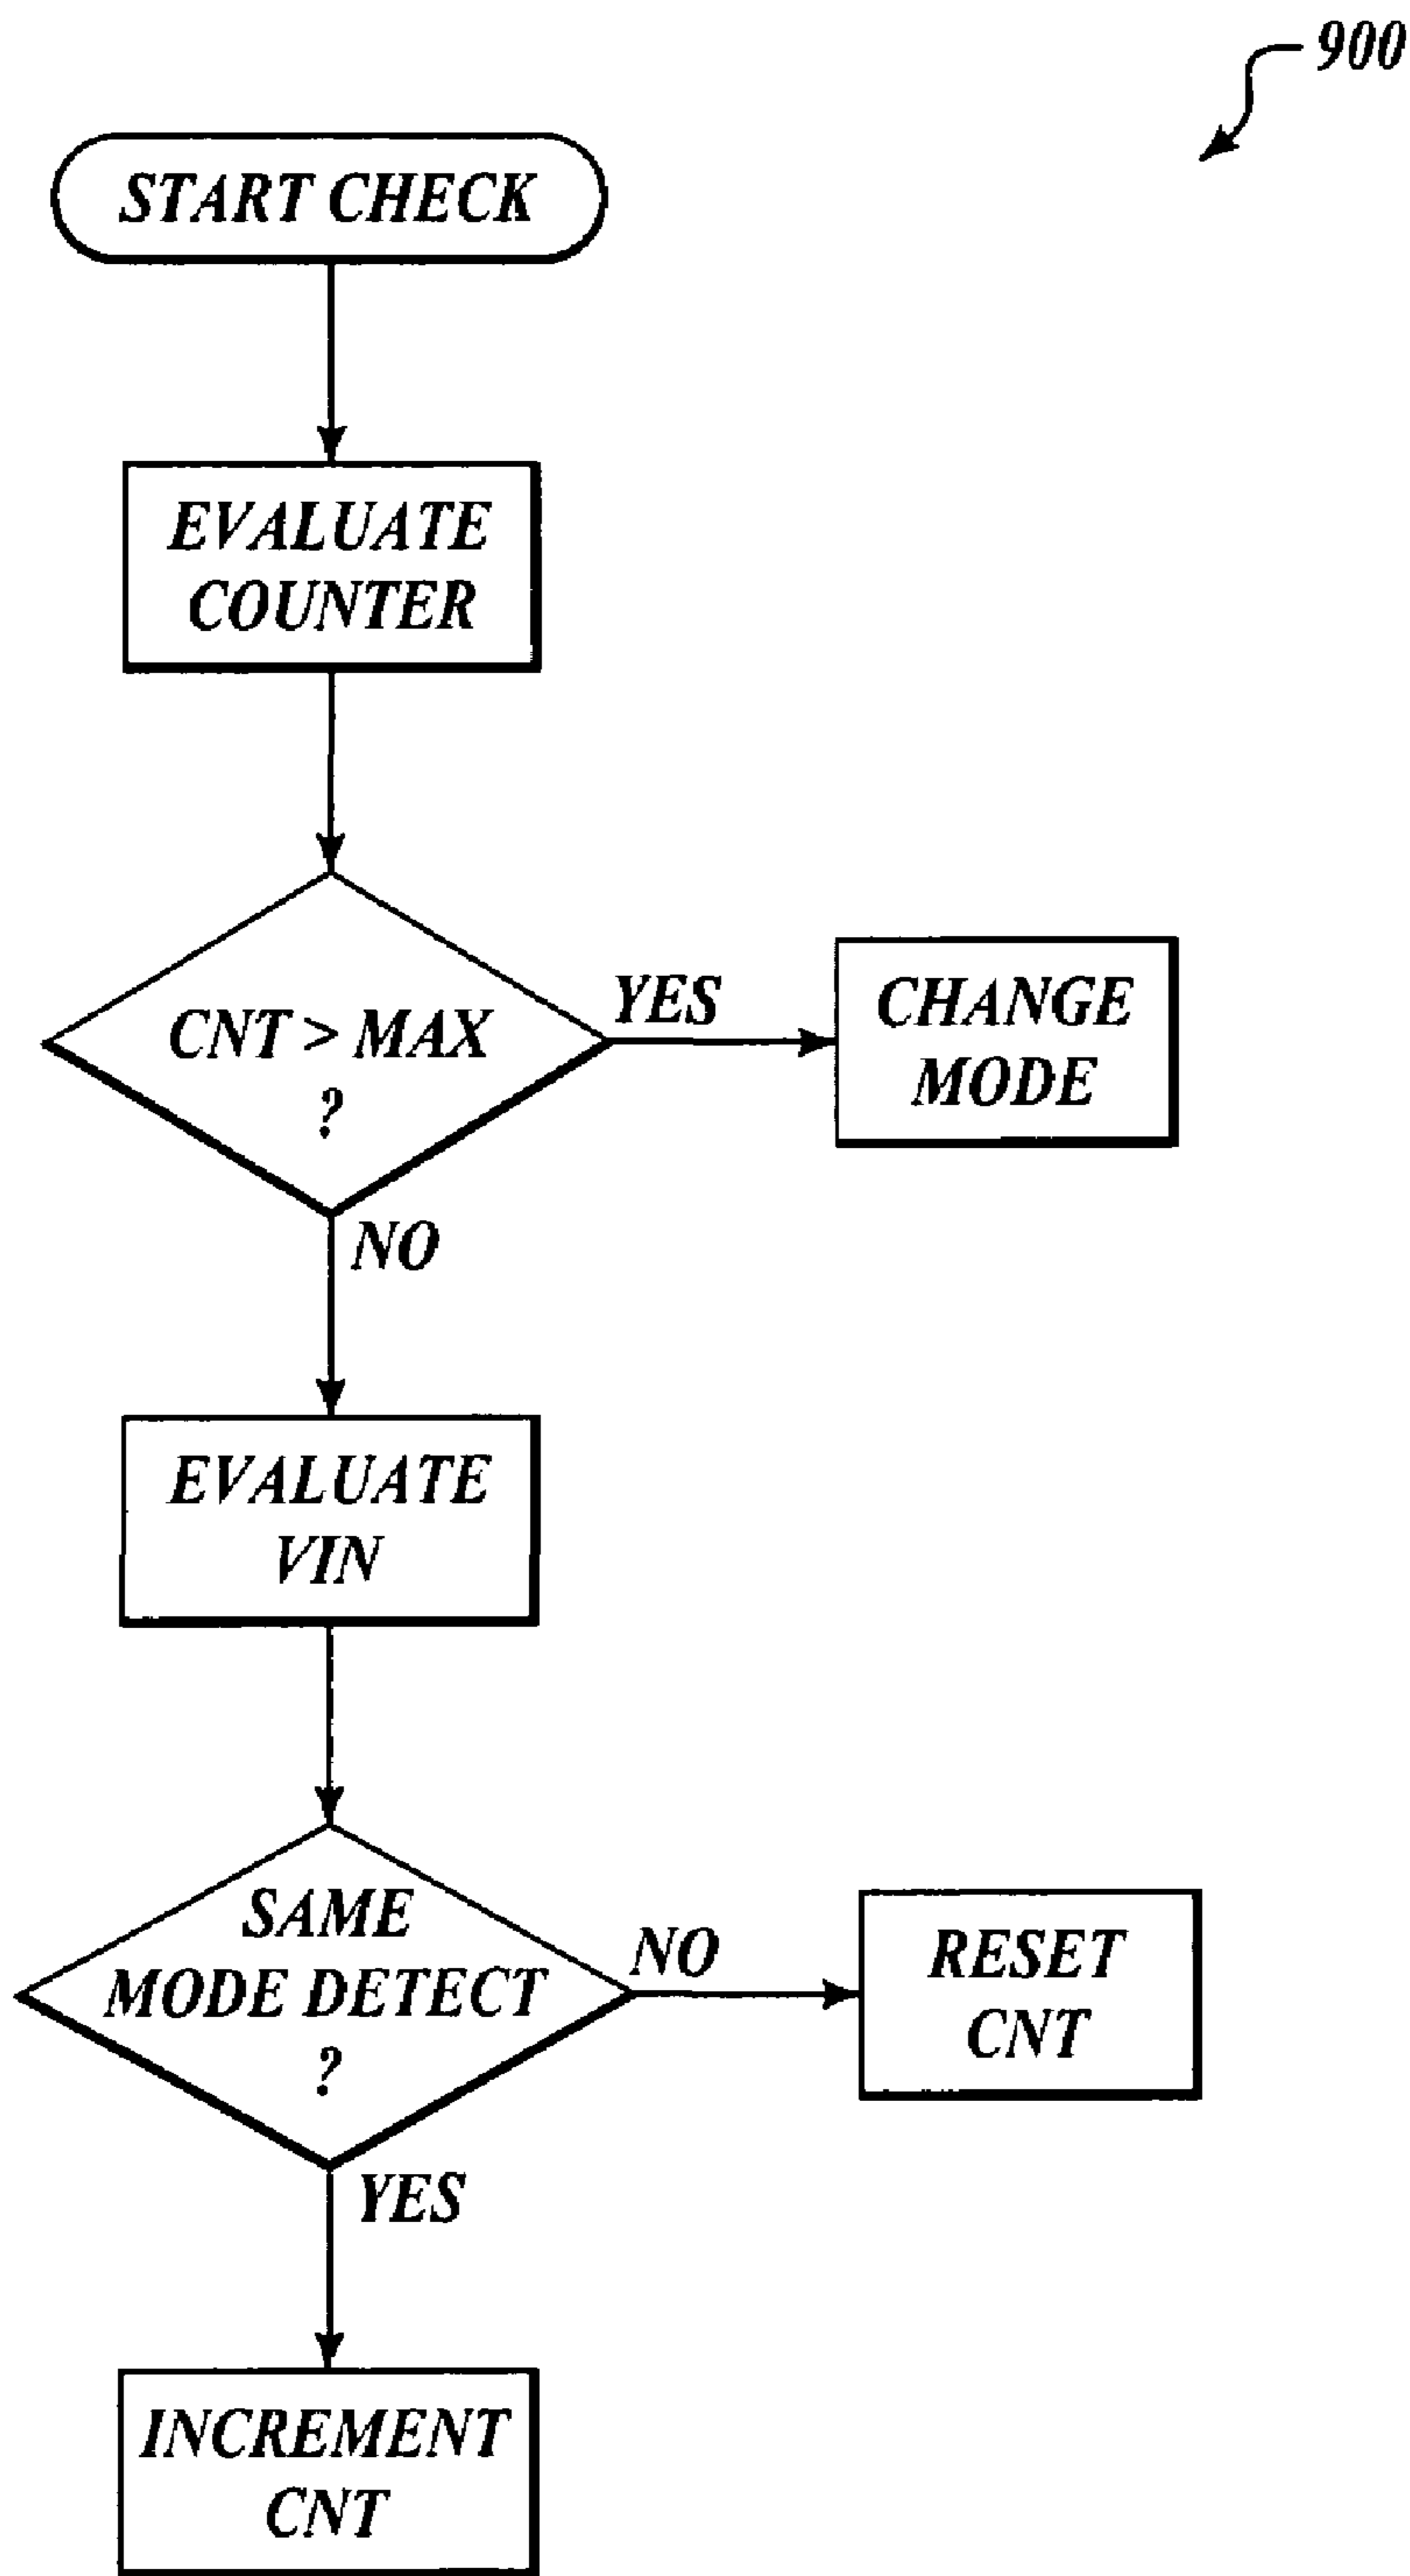 900
START CHECK
EVALUATE
COUNTER
CNT > MAX
?
YES
CHANGE
MODE
NO
EVALUATE
VIN
SAME
MODE DETECT
?
NO
RESET
CNT
YES
INCREMENT
CNT